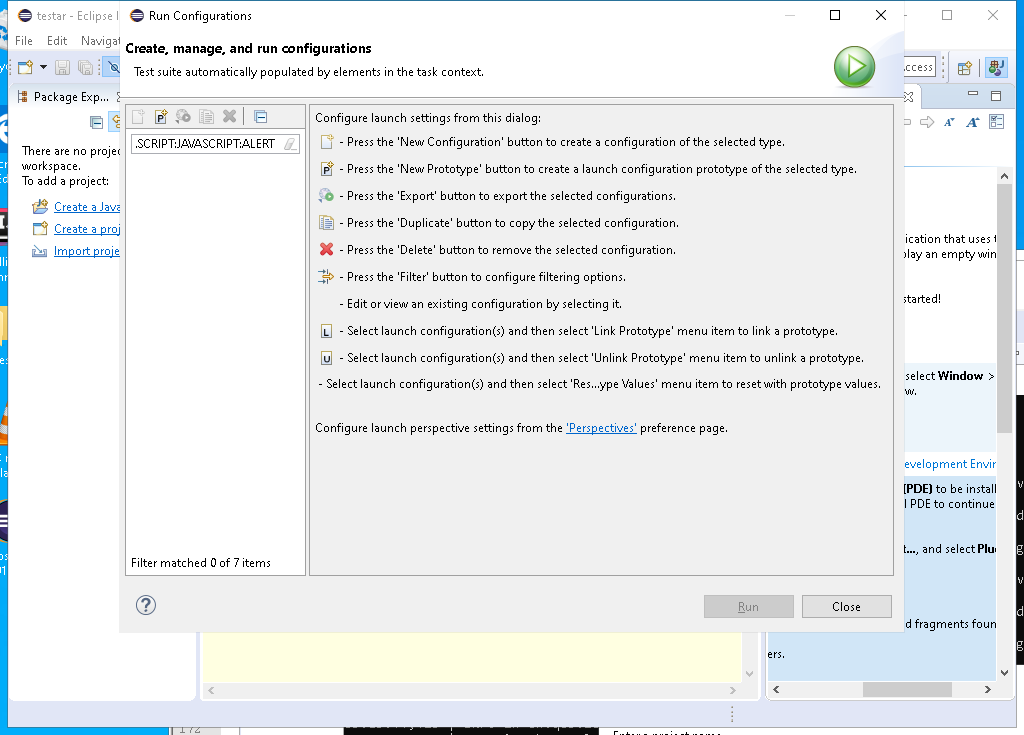 testar - Eclipse
Run Configurations
File Edit Navigat
Create, manage, and run configurations
Test suite automatically populated by elements in the task context.
ccess
Package Exp...
.SCRIPT:JAVASCRIPT:ALERT
Configure launch settings from this dialog:
- Press the 'New Configuration' button to create a configuration of the selected type.
P - Press the 'New Prototype' button to create a launch configuration prototype of the selected type.
- Press the 'Export' button to export the selected configurations.
- Press the 'Duplicate' button to copy the selected configuration.
- Press the 'Delete' button to remove the selected configuration.
- Press the 'Filter' button to configure filtering options.
- Edit or view an existing configuration by selecting it.
L - Select launch configuration(s) and then select 'Link Prototype' menu item to link a prototype.
U - Select launch configuration(s) and then select 'Unlink Prototype' menu item to unlink a prototype.
- Select launch configuration(s) and then select 'Res...ype Values' menu item to reset with prototype values.
Configure launch perspective settings from the 'Perspectives' preference page.
There are no projec
workspace.
To add a project:
Create a Java
Create a proj
Import proje
Filter matched 0 of 7 items
Run
Close
ication that uses t
play an empty win
started!
select Window >
w.
evelopment Envir
(PDE) to be install
l PDE to continue
t..., and select Plu
d fragments foun
ers.
172
Enter a project name